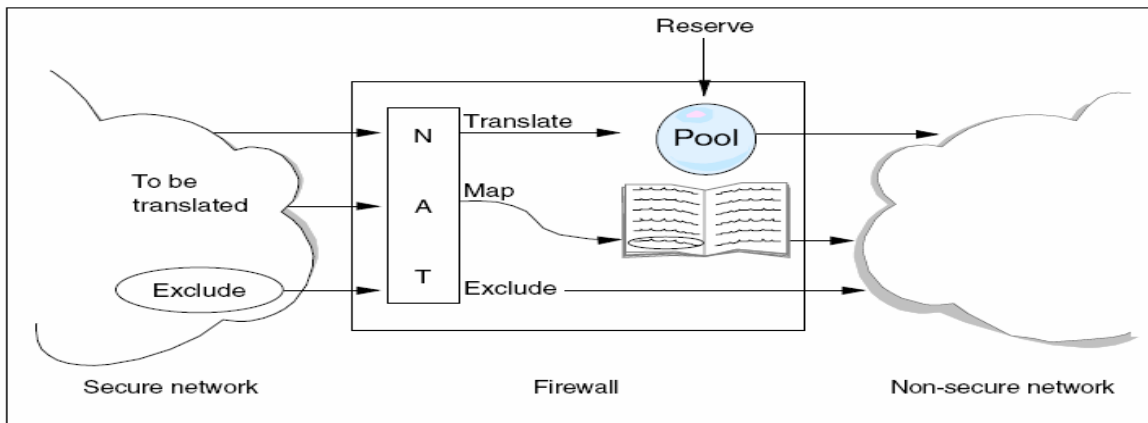 Reserve
N
Translate
Pool
To be
translated
A
Map
T
Exclude
Exclude
Secure network
Firewall
Non-secure network